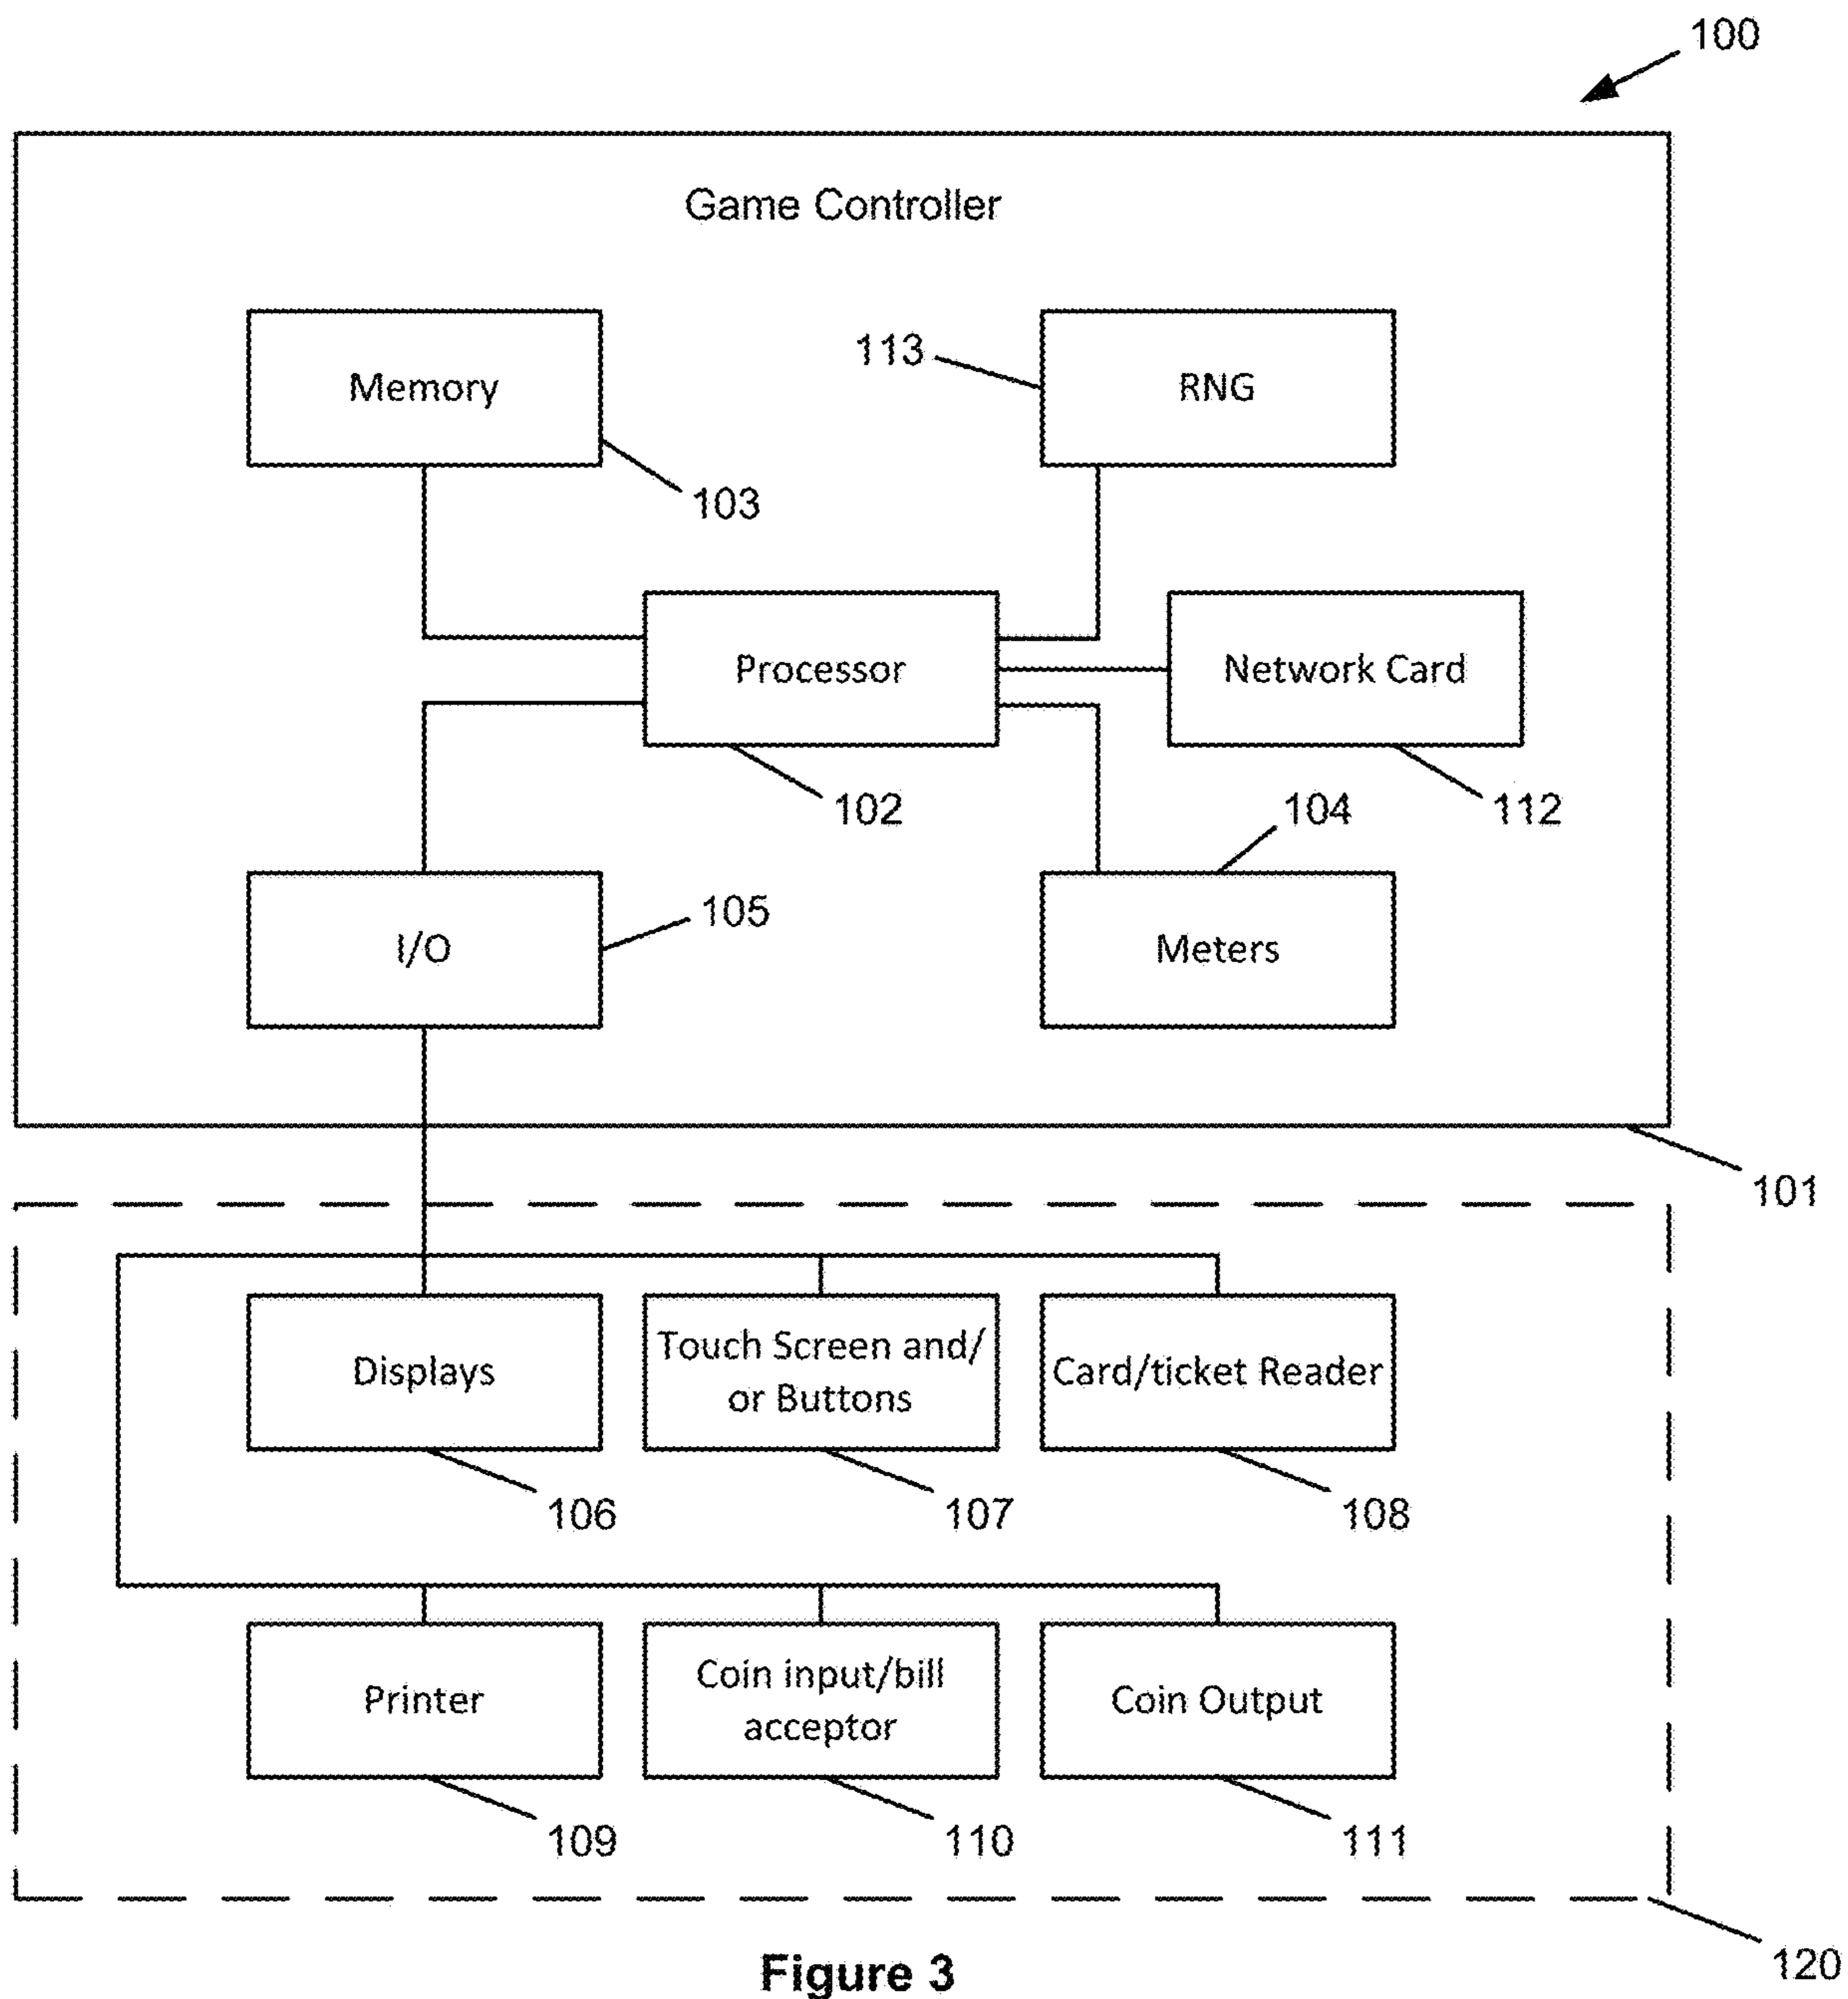 100
Game Controller
Memory
113
RNG
103
Processor
Network Card
102
104
112
I/O
105
Meters
101
Displays
Touch Screen and/
or Buttons
Card/ticket Reader
106
107
108
Printer
Coin input/bill
acceptor
Coin Output
109
110
111
120
Figure 3